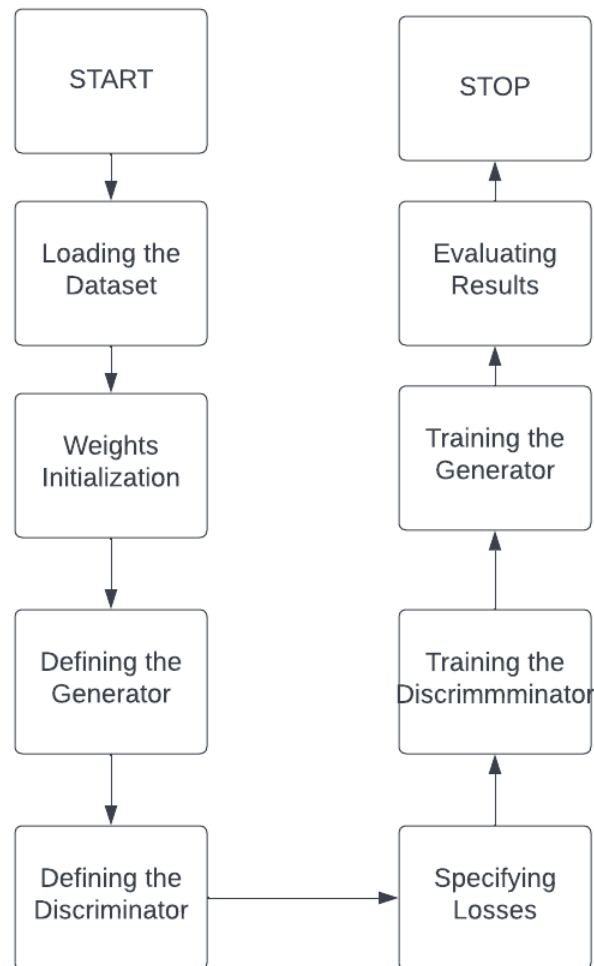 START
Loading the
Dataset
Weights
Initialization
Defining the
Generator
Defining the
Discriminator
Specifying
Losses
Training the
Discrimmminator
Training the
Generator
Evaluating
Results
STOP